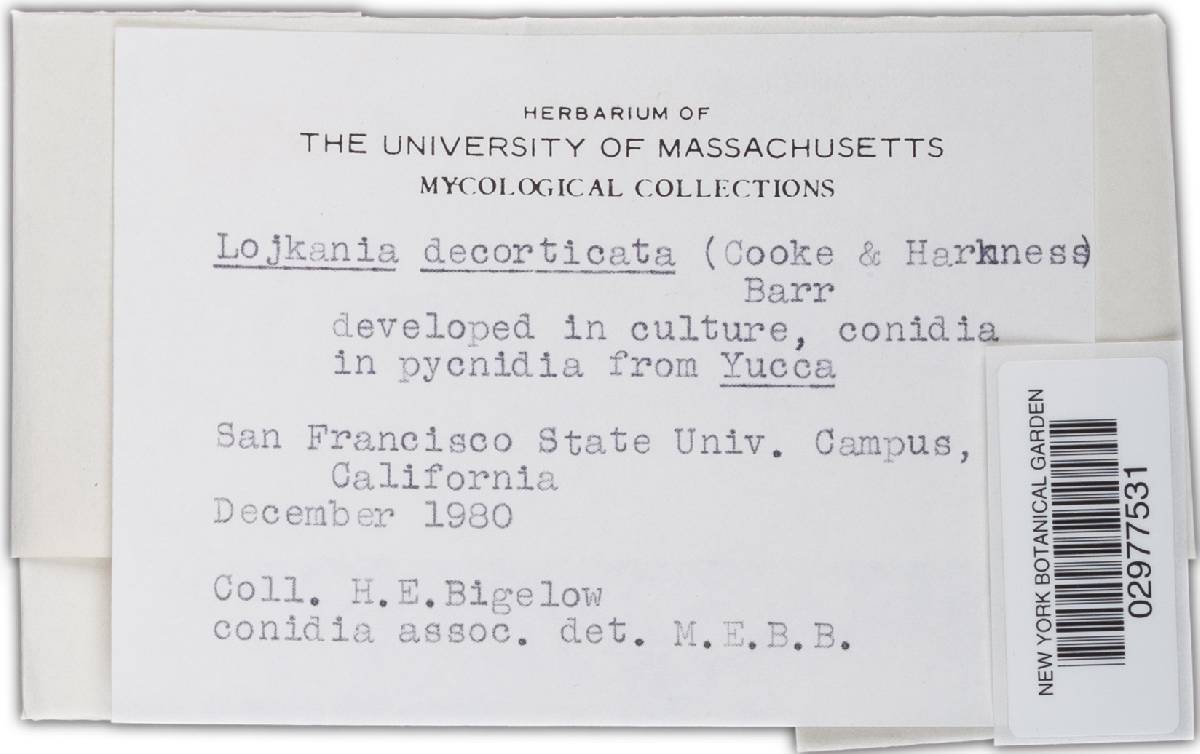 HERBARIUM OF
THE UNIVERSITY OF MASSACHUSETTS
MYCOLOGICAL COLLECTIONS
Lojkania decorticata (Cooke & Harkness)
Barr
developed in culture, conidia
in pycnidia from Yucca
San Francisco State Univ. Campus,
California
December 1980
Coll. H.E.Bigelow
conidia assoc. det. M.E.B.B.
NEW YORK BOTANICAL GARDEN
02977531